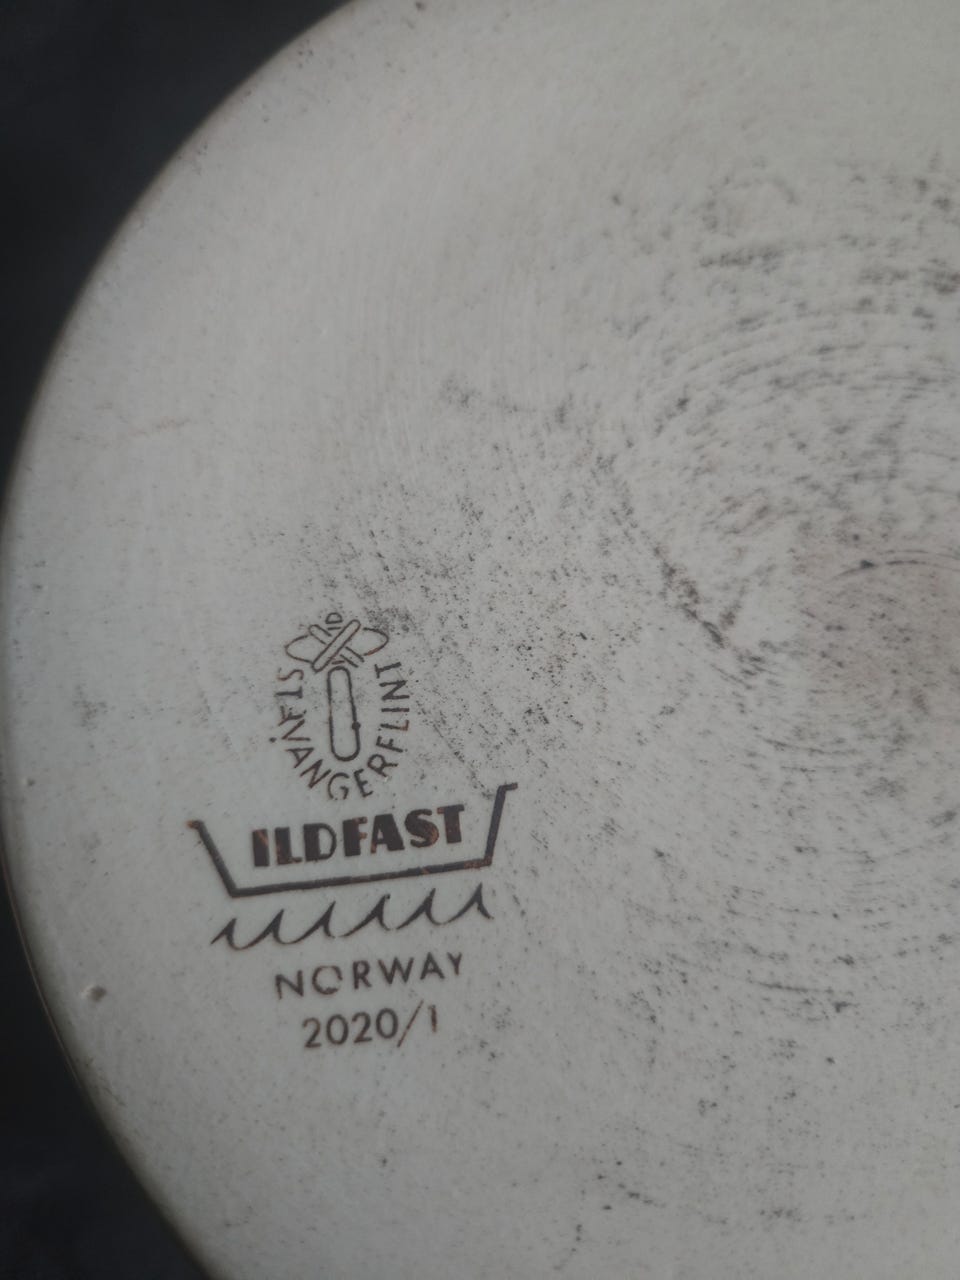 STAVANGERFLINT
ILDFAST
NORWAY
2020/1